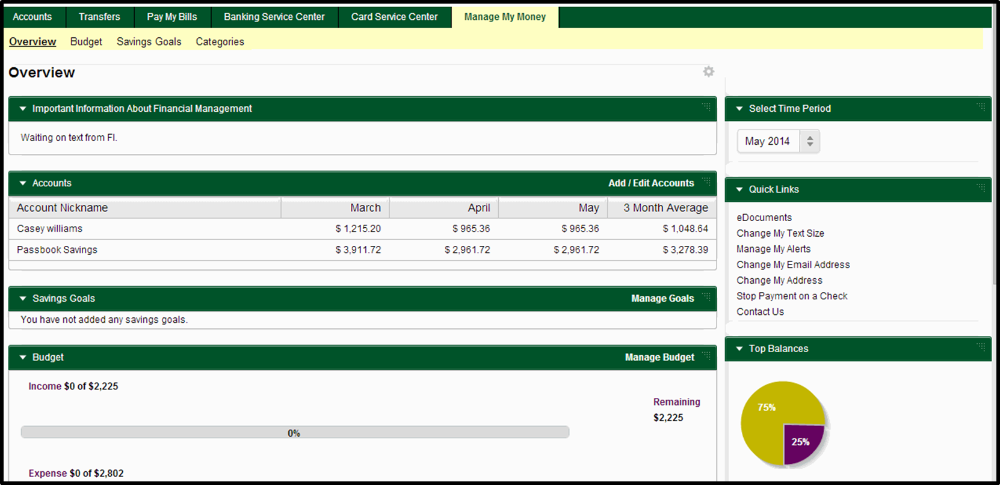 Accounts Transfers Pay My Bills Banking Service Center Card Service Center Manage My Money
Overview Budget Savings Goals Categories
Overview
Important Information About Financial Management
Waiting on text from FI.
Accounts Add / Edit Accounts
Account Nickname March April May 3 Month Average
Casey williams $ 1,215.20 $ 965.36 $ 965.36 $ 1,048.64
Passbook Savings $ 3,911.72 $ 2,961.72 $ 2,961.72 $ 3,278.39
Savings Goals Manage Goals
You have not added any savings goals.
Budget Manage Budget
Income $0 of $2,225
Remaining
$2,225
0%
Expense $0 of $2,802
Select Time Period
May 2014
Quick Links
eDocuments
Change My Text Size
Manage My Alerts
Change My Email Address
Change My Address
Stop Payment on a Check
Contact Us
Top Balances
75%
25%